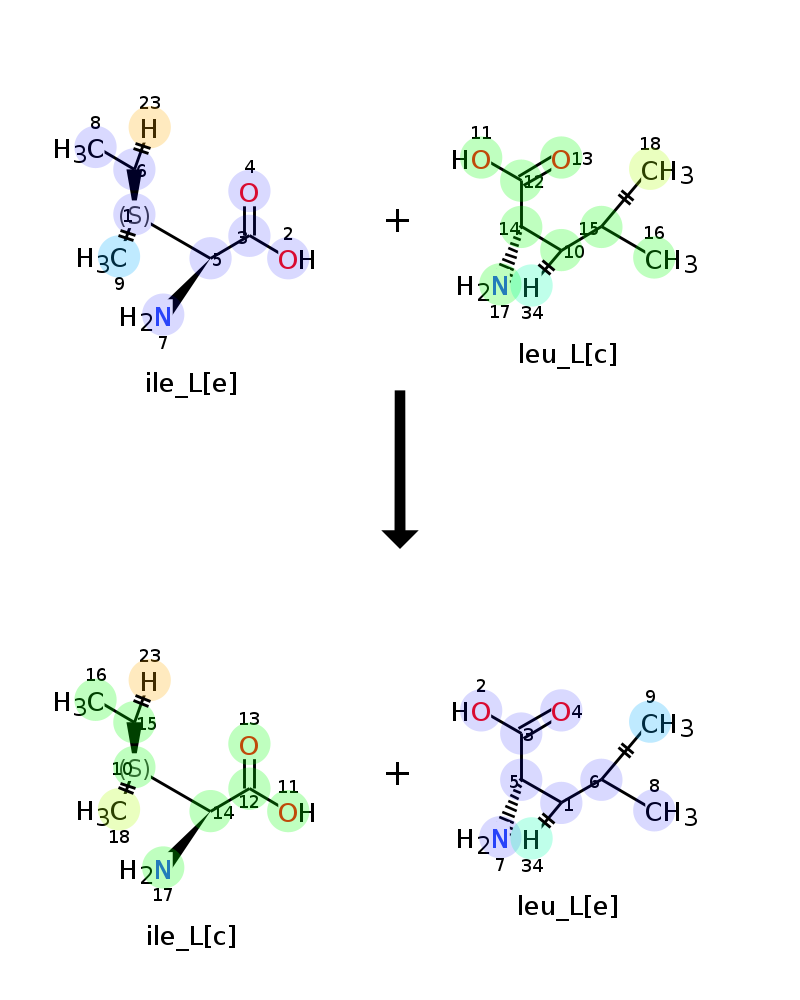 23
8
H
H3C
6
4
O
1
(S)
3
2
OH
H3C
9
5
H2N
7
ile_L[e]
+
11
HO
O
13
12
18
CH3
14
15
16
10
CH3
H2N
17
H
34
leu_L[c]
23
16
H
H3C
15
13
O
10
(S)
12
11
OH
H3C
18
14
H2N
17
ile_L[c]
+
2
HO
O
4
3
9
CH3
5
6
8
1
CH3
H2N
7
H
34
leu_L[e]